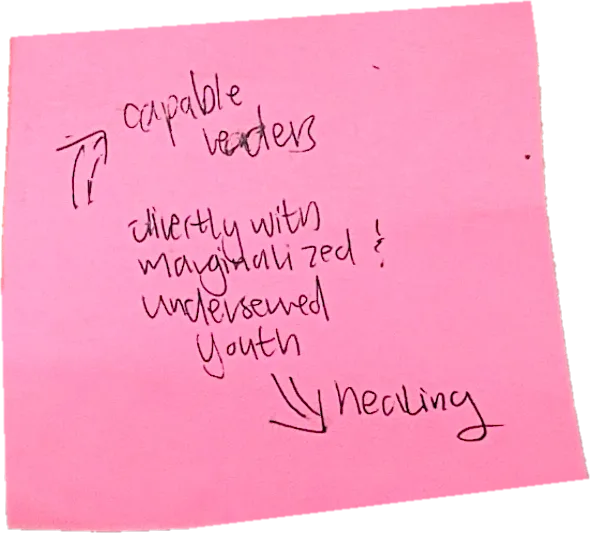 capable
leaders
directly with
marginalized &
underserved
youth
healing